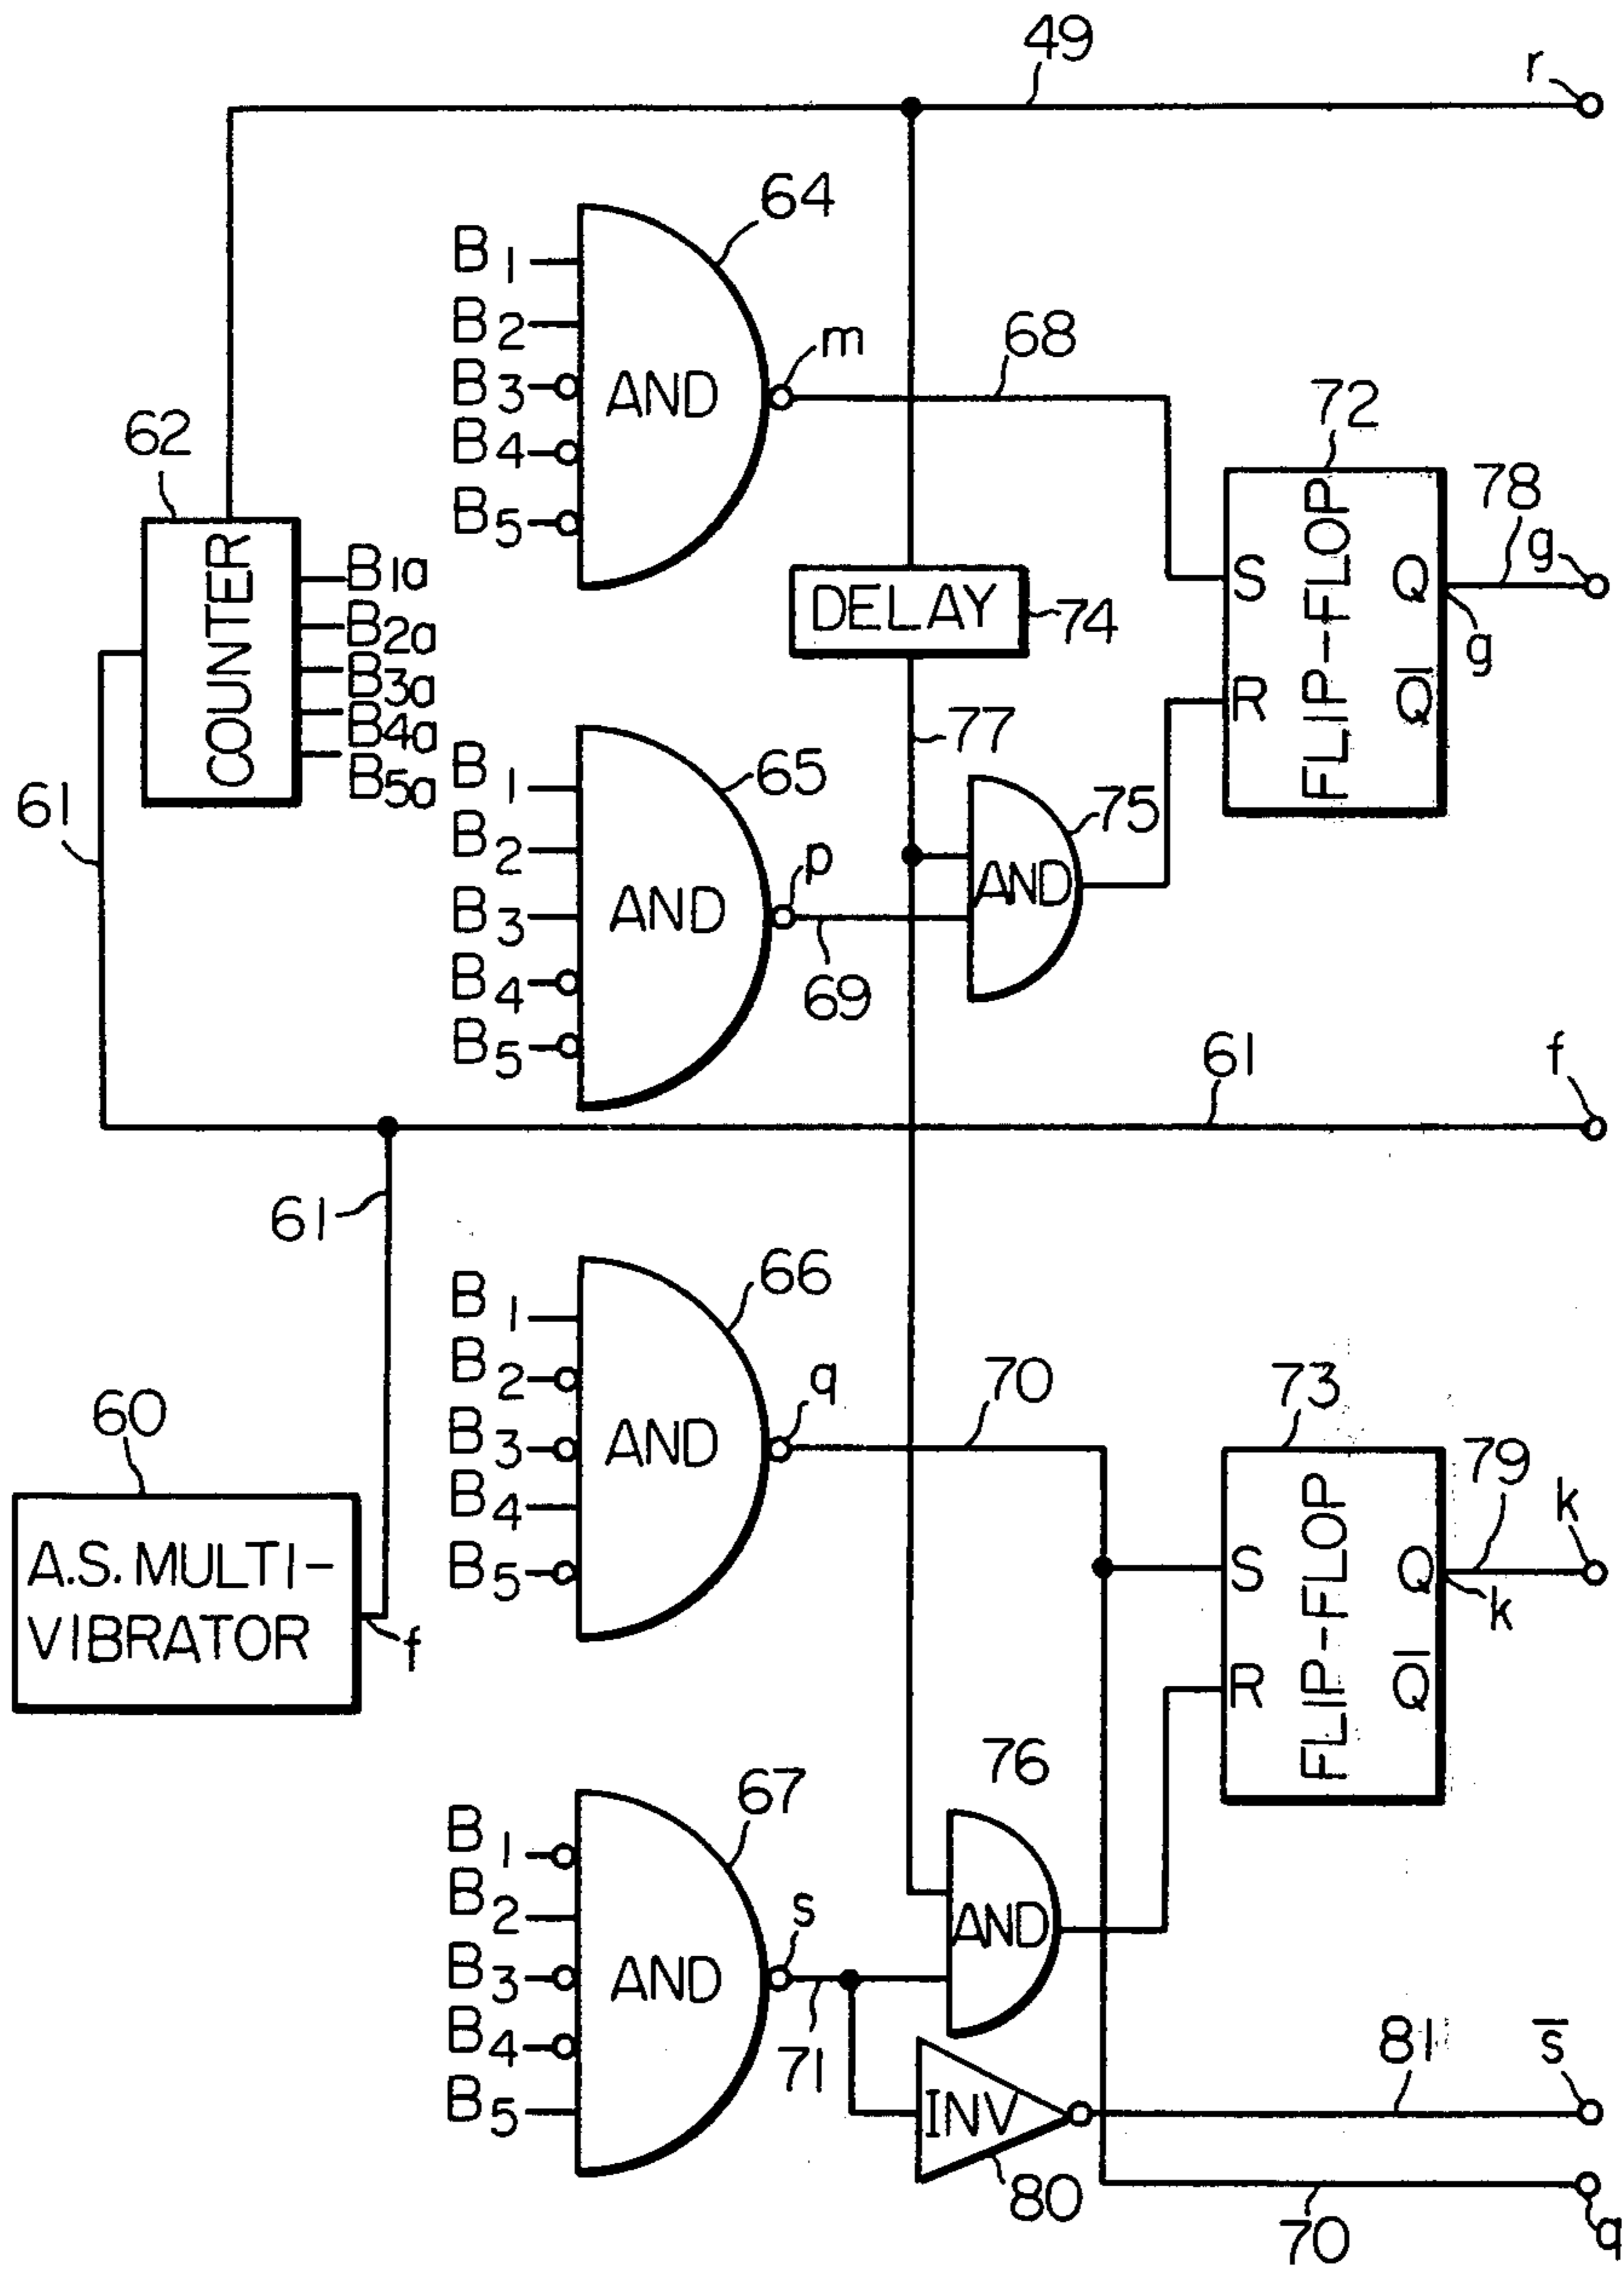 49
r
64
B1
B2
B3
B4
B5
AND
m
68
72
FLIP-FLOP
S
R
Q
Q̅
78
g
g
62
COUNTER
B1a
B2a
B3a
B4a
B5a
DELAY
74
77
61
65
B1
B2
B3
B4
B5
AND
p
69
75
AND
61
f
61
66
B1
B2
B3
B4
B5
AND
q
70
73
FLIP-FLOP
S
R
Q
Q̅
79
k
k
60
A.S. MULTI-
VIBRATOR
f
67
B1
B2
B3
B4
B5
AND
s
71
76
AND
INV
80
81
s̅
70
q